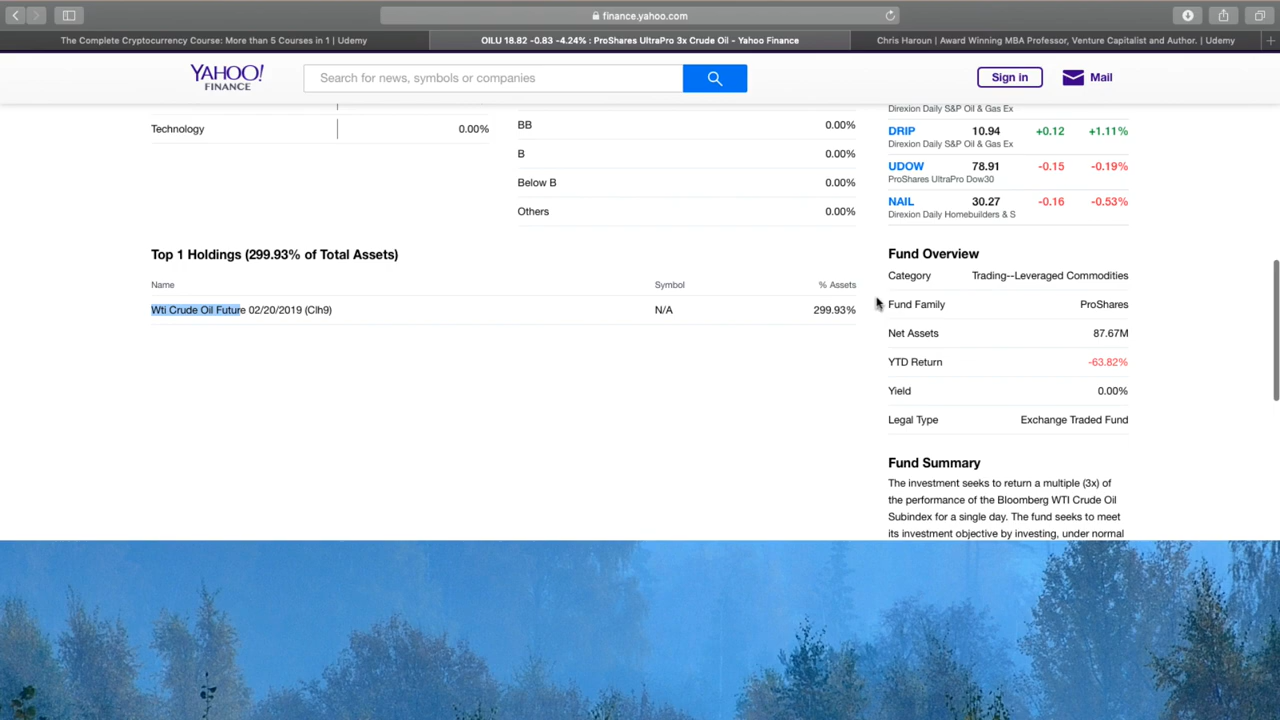 finance.yahoo.com
The Complete Cryptocurrency Course: More than 5 Courses in 1 | Udemy
OILU 18.82 -0.83 -4.24% : ProShares UltraPro 3x Crude Oil - Yahoo Finance
Chris Haroun | Award Winning MBA Professor, Venture Capitalist and Author. | Udemy
YAHOO!
FINANCE
Search for news, symbols or companies
Sign in
Mail
Technology 0.00%
BB 0.00%
B 0.00%
Below B 0.00%
Others 0.00%
Top 1 Holdings (299.93% of Total Assets)
Name Symbol % Assets
Wti Crude Oil Future 02/20/2019 (Clh9) N/A 299.93%
Direxion Daily S&P Oil & Gas Ex
DRIP 10.94 +0.12 +1.11%
Direxion Daily S&P Oil & Gas Ex
UDOW 78.91 -0.15 -0.19%
ProShares UltraPro Dow30
NAIL 30.27 -0.16 -0.53%
Direxion Daily Homebuilders & S
Fund Overview
Category Trading--Leveraged Commodities
Fund Family ProShares
Net Assets 87.67M
YTD Return -63.82%
Yield 0.00%
Legal Type Exchange Traded Fund
Fund Summary
The investment seeks to return a multiple (3x) of
the performance of the Bloomberg WTI Crude Oil
Subindex for a single day. The fund seeks to meet
its investment objective by investing, under normal